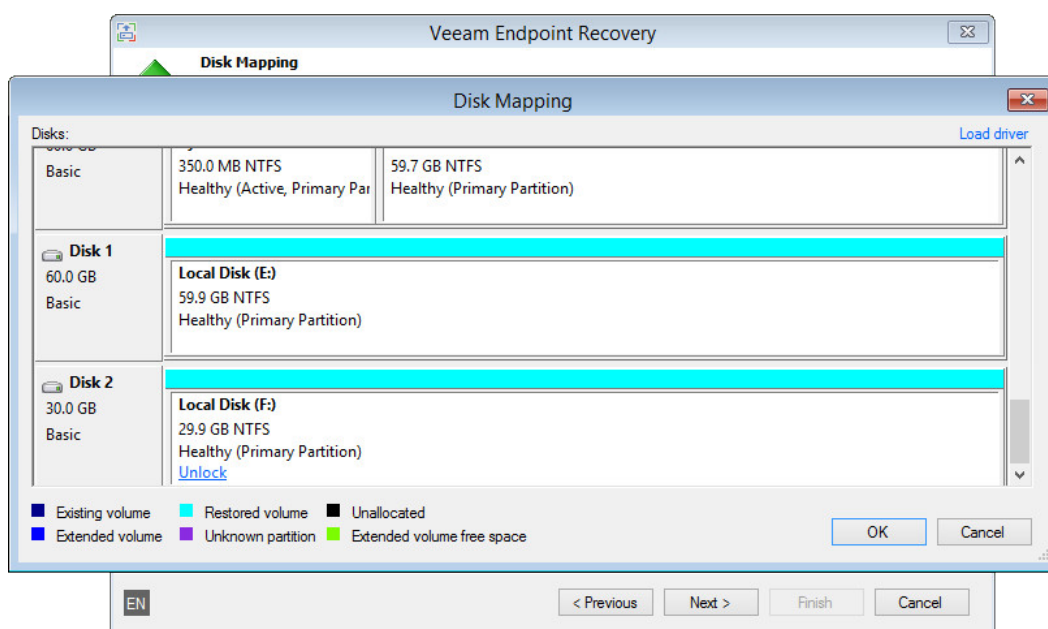 Veeam Endpoint Recovery
Disk Mapping
Disk Mapping
Disks:
Load driver
Basic
350.0 MB NTFS
Healthy (Active, Primary Par
59.7 GB NTFS
Healthy (Primary Partition)
Disk 1
60.0 GB
Basic
Local Disk (E:)
59.9 GB NTFS
Healthy (Primary Partition)
Disk 2
30.0 GB
Basic
Local Disk (F:)
29.9 GB NTFS
Healthy (Primary Partition)
Unlock
Existing volume
Restored volume
Unallocated
Extended volume
Unknown partition
Extended volume free space
OK
Cancel
EN
< Previous
Next >
Finish
Cancel